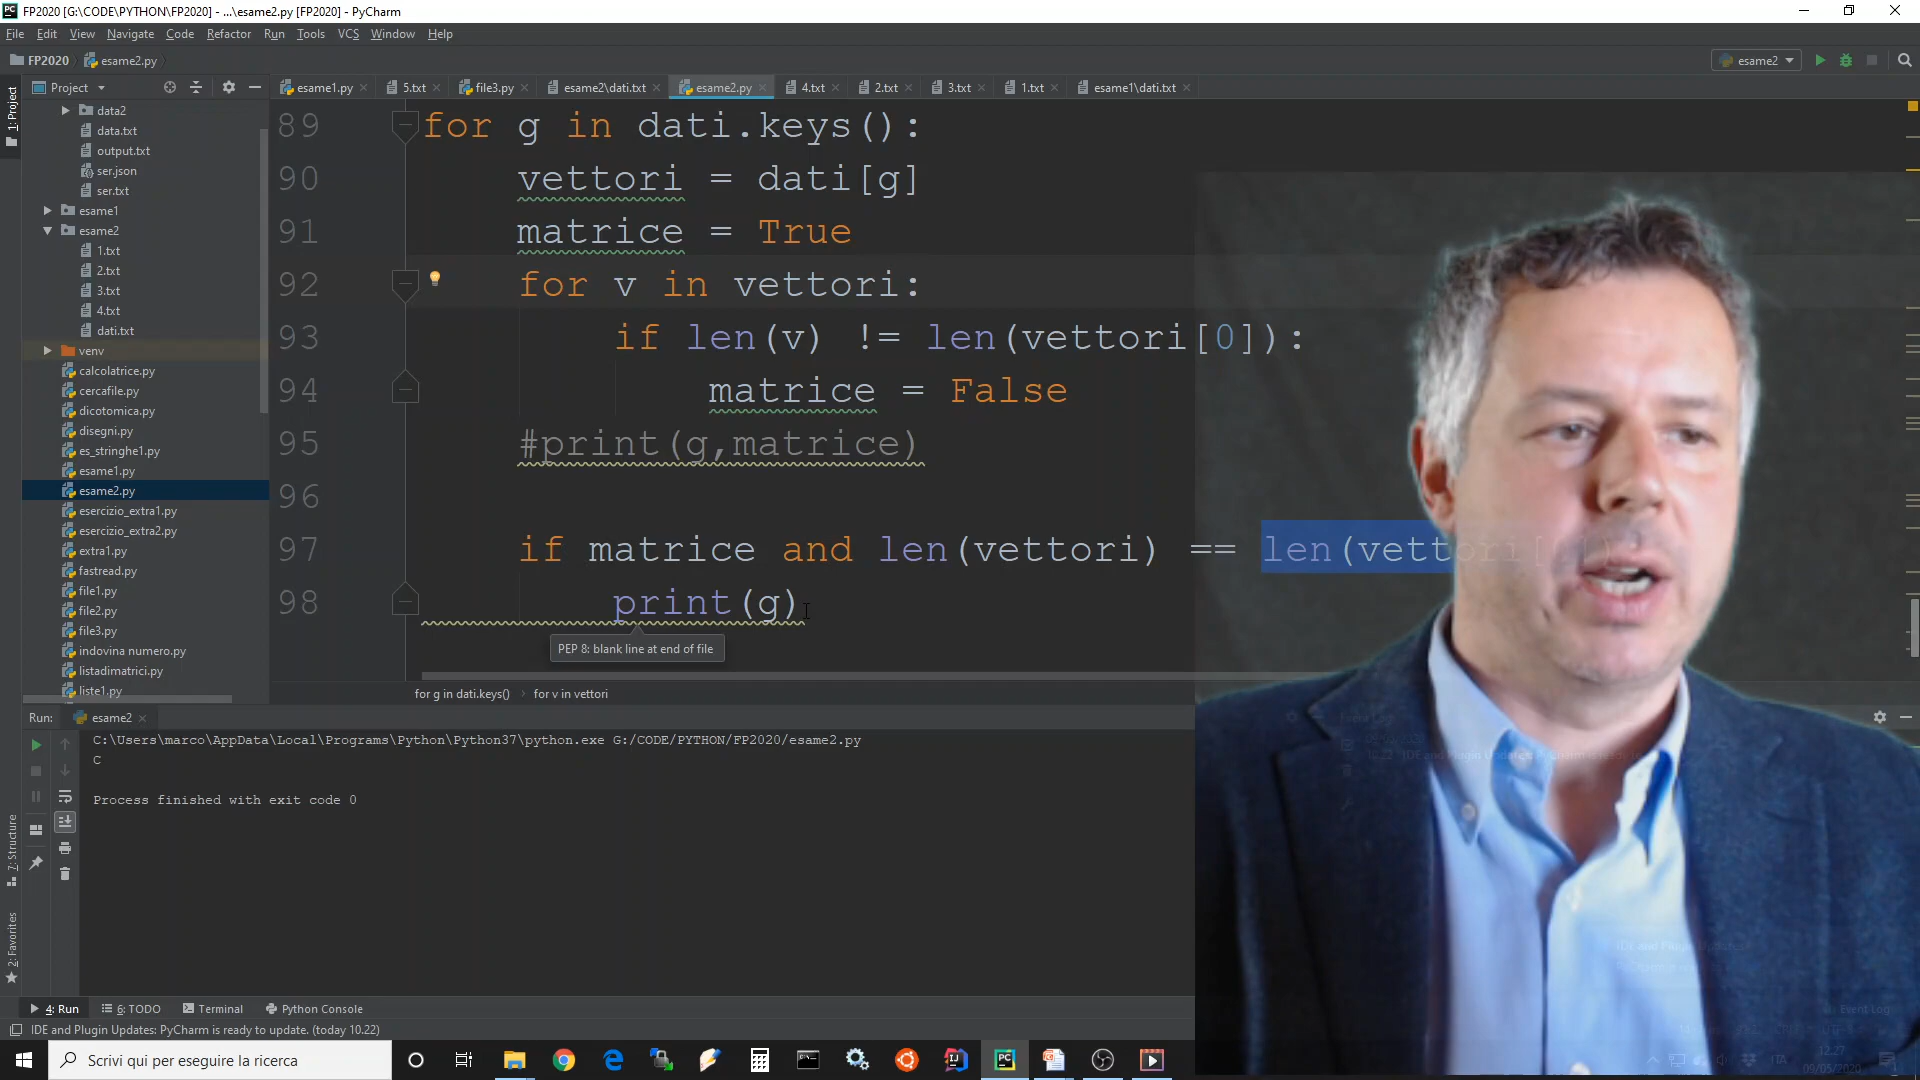 FP2020 [G:\CODE\PYTHON\FP2020] - ...\esame2.py [FP2020] - PyCharm
File Edit View Navigate Code Refactor Run Tools VCS Window Help
FP2020 esame2.py esame2
Project esame1.py 5.txt file3.py esame2\dati.txt esame2.py 4.txt 2.txt 3.txt 1.txt esame1\dati.txt
1: Project
data2
data.txt
output.txt
ser.json
ser.txt
esame1
esame2
1.txt
2.txt
3.txt
4.txt
dati.txt
venv
calcolatrice.py
cercafile.py
dicotomica.py
disegni.py
es_stringhe1.py
esame1.py
esame2.py
esercizio_extra1.py
esercizio_extra2.py
extra1.py
fastread.py
file1.py
file2.py
file3.py
indovina numero.py
listadimatrici.py
liste1.py
89 for g in dati.keys():
90 vettori = dati[g]
91 matrice = True
92 for v in vettori:
93 if len(v) != len(vettori[0]):
94 matrice = False
95 #print(g,matrice)
96
97 if matrice and len(vettori) == len(vettori[
98 print(g)
PEP 8: blank line at end of file
for g in dati.keys() › for v in vettori
Run: esame2
C:\Users\marco\AppData\Local\Programs\Python\Python37\python.exe G:/CODE/PYTHON/FP2020/esame2.py
C
Process finished with exit code 0
7: Structure
2: Favorites
4: Run 6: TODO Terminal Python Console Event Log
IDE and Plugin Updates: PyCharm is ready to update. (today 10.22)
Scrivi qui per eseguire la ricerca
ITA
12.27
09/05/2020